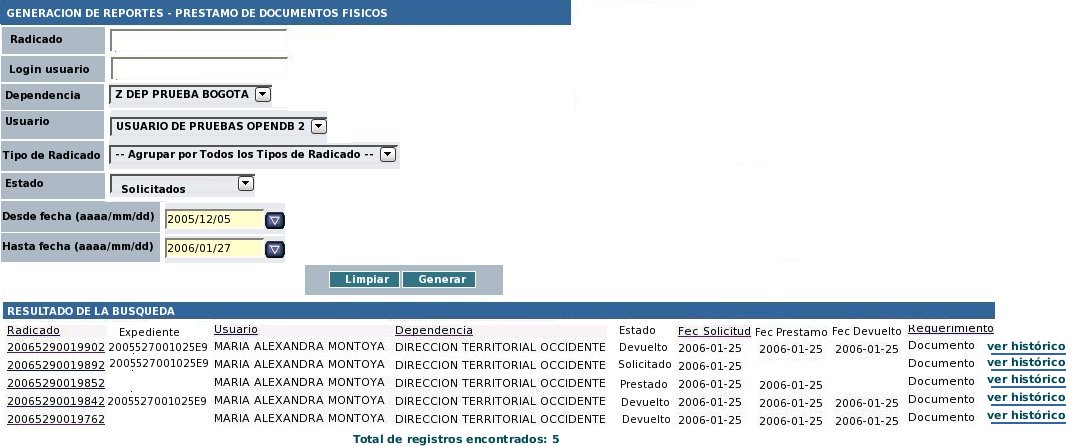 GENERACION DE REPORTES - PRESTAMO DE DOCUMENTOS FISICOS
Radicado
Login usuario
Dependencia Z DEP PRUEBA BOGOTA
Usuario USUARIO DE PRUEBAS OPENDB 2
Tipo de Radicado -- Agrupar por Todos los Tipos de Radicado --
Estado Solicitados
Desde fecha (aaaa/mm/dd) 2005/12/05
Hasta fecha (aaaa/mm/dd) 2006/01/27
Limpiar Generar
RESULTADO DE LA BUSQUEDA
Radicado Expediente Usuario Dependencia Estado Fec Solicitud Fec Prestamo Fec Devuelto Requerimiento
20065290019902 2005527001025E9 MARIA ALEXANDRA MONTOYA DIRECCION TERRITORIAL OCCIDENTE Devuelto 2006-01-25 2006-01-25 2006-01-25 Documento ver histórico
20065290019892 2005527001025E9 MARIA ALEXANDRA MONTOYA DIRECCION TERRITORIAL OCCIDENTE Solicitado 2006-01-25 Documento ver histórico
20065290019852 MARIA ALEXANDRA MONTOYA DIRECCION TERRITORIAL OCCIDENTE Prestado 2006-01-25 2006-01-25 Documento ver histórico
20065290019842 2005527001025E9 MARIA ALEXANDRA MONTOYA DIRECCION TERRITORIAL OCCIDENTE Devuelto 2006-01-25 2006-01-25 2006-01-25 Documento ver histórico
20065290019762 MARIA ALEXANDRA MONTOYA DIRECCION TERRITORIAL OCCIDENTE Devuelto 2006-01-25 2006-01-25 2006-01-25 Documento ver histórico
Total de registros encontrados: 5